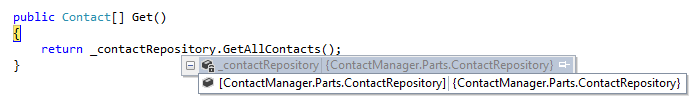 public Contact[] Get()
{
return _contactRepository.GetAllContacts();
}
_contactRepository {ContactManager.Parts.ContactRepository}
[ContactManager.Parts.ContactRepository] {ContactManager.Parts.ContactRepository}